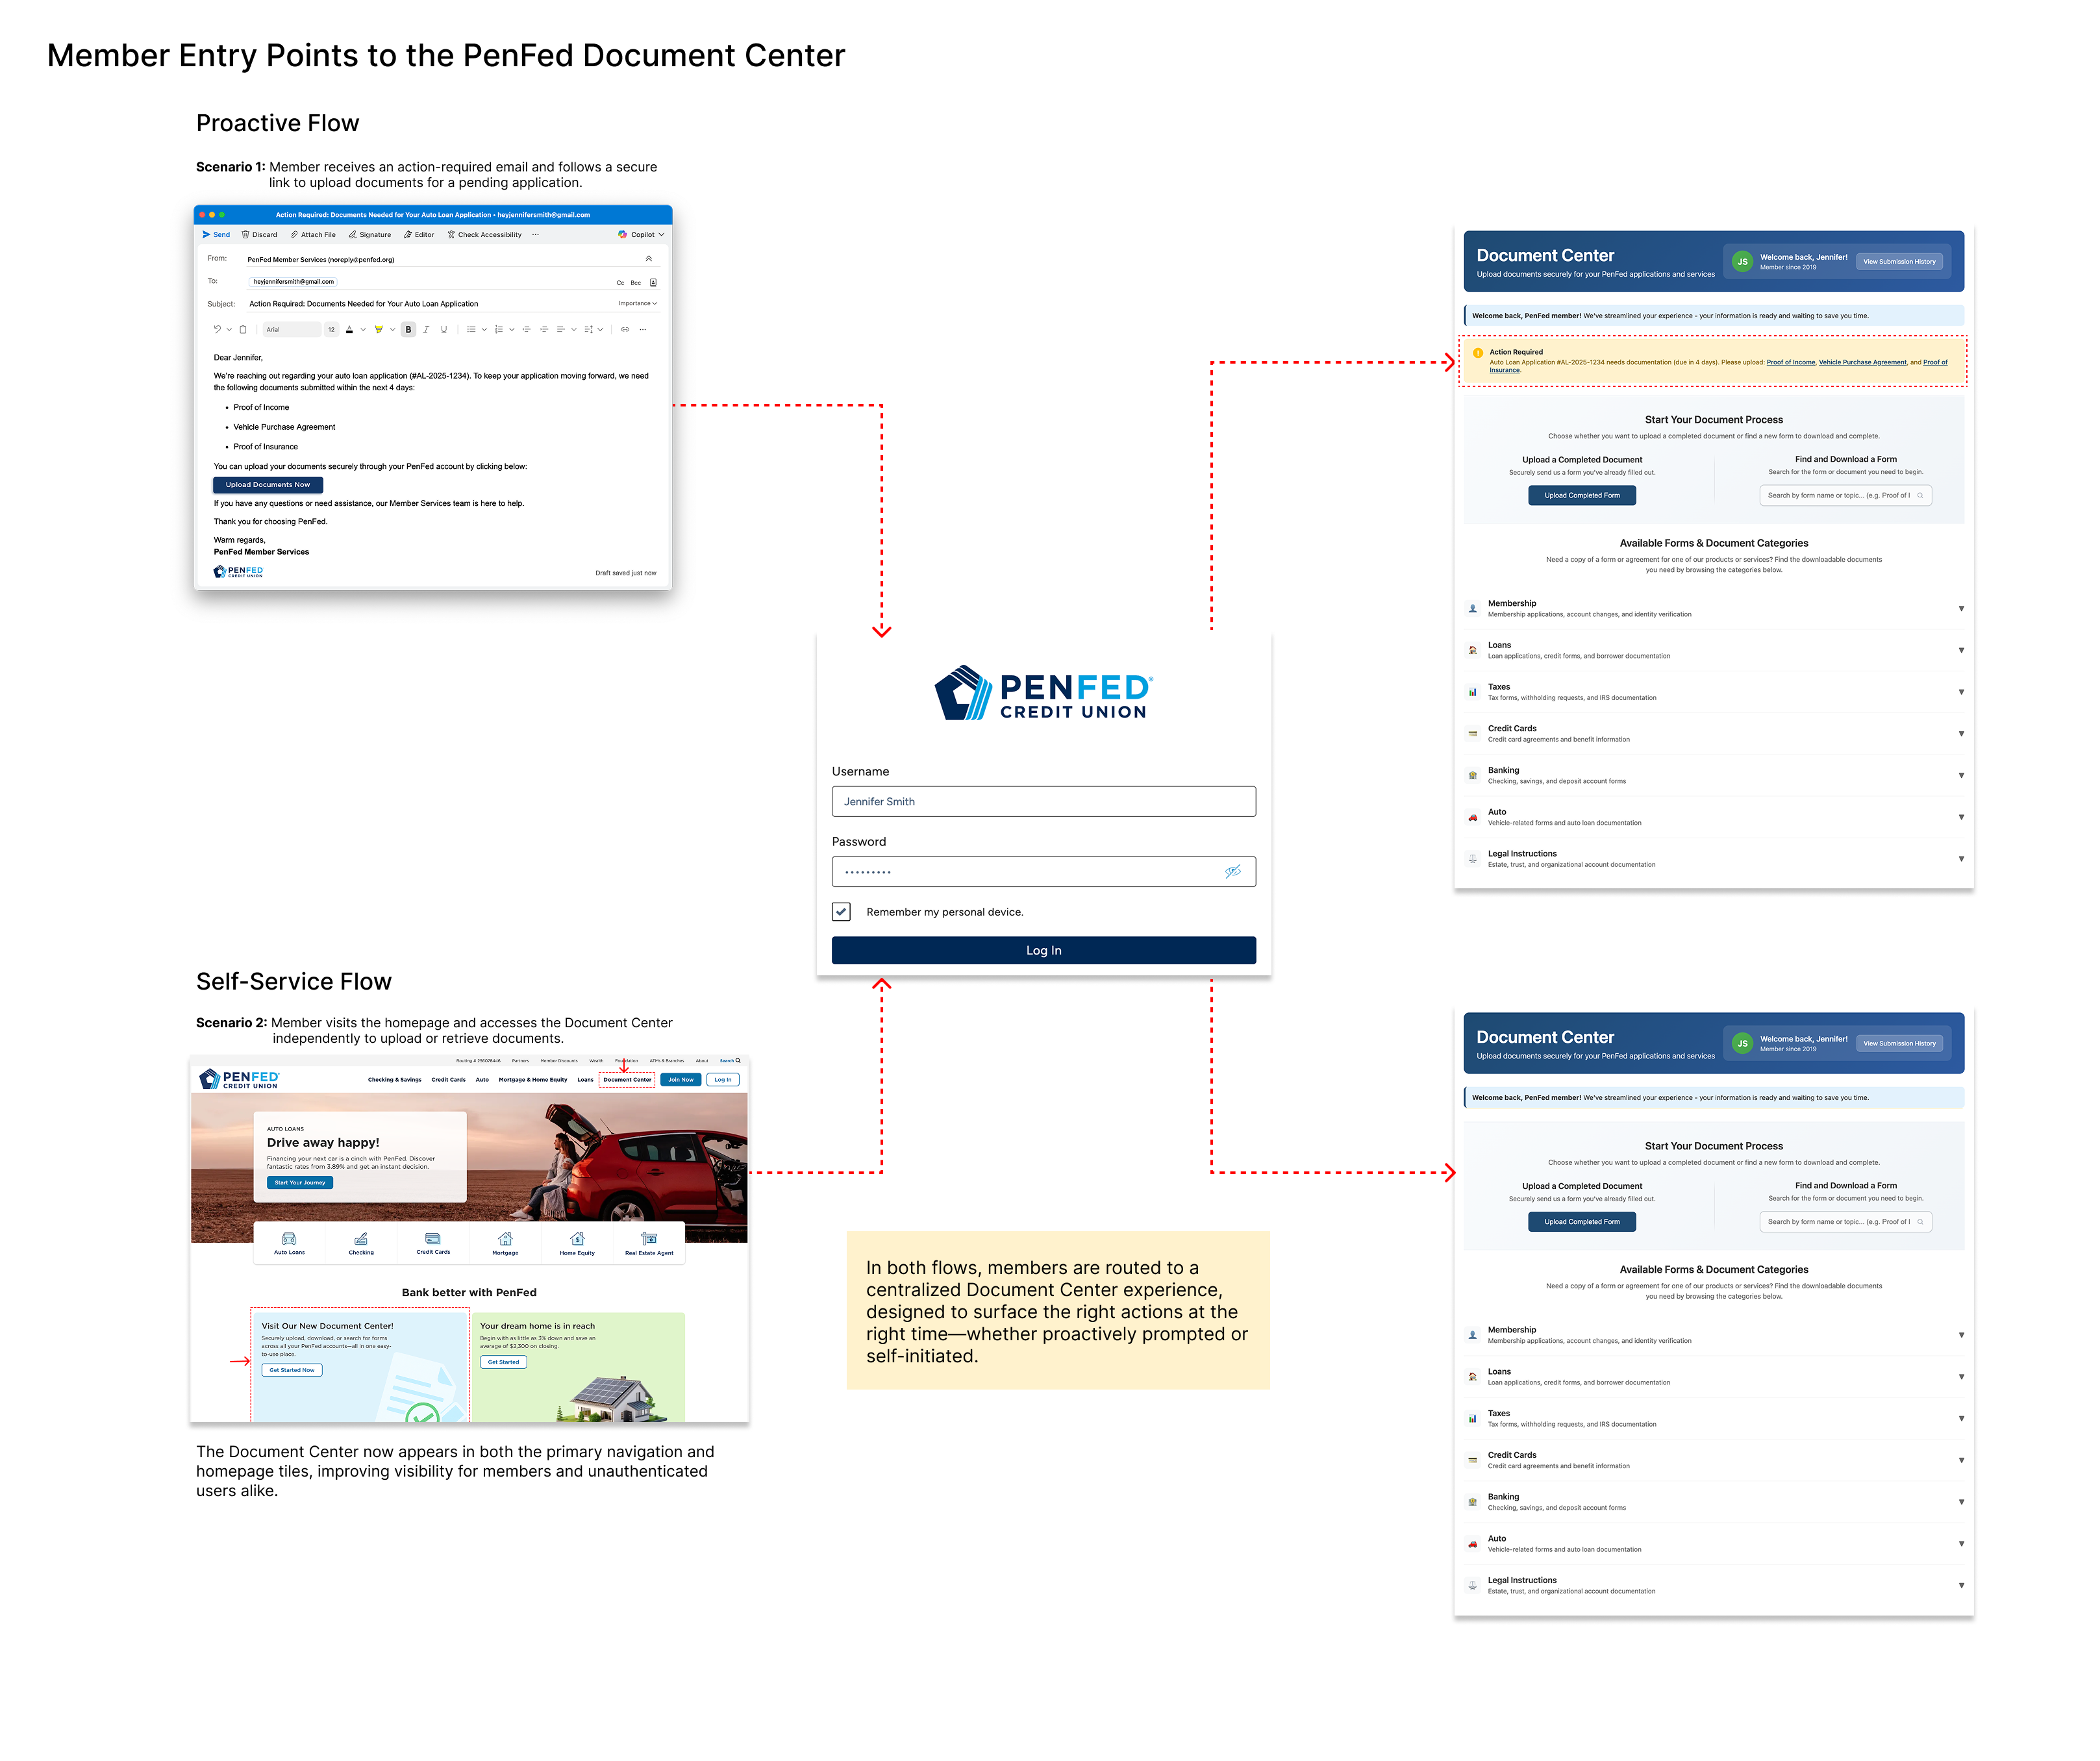 Member Entry Points to the PenFed Document Center
Proactive Flow
Scenario 1: Member receives an action-required email and follows a secure
link to upload documents for a pending application.
Action Required: Documents Needed for Your Auto Loan Application • heyjennifersmith@gmail.com
Send Discard Attach File Signature Editor Check Accessibility ··· Copilot
From: PenFed Member Services (noreply@penfed.org)
To: heyjennifersmith@gmail.com Cc Bcc
Subject: Action Required: Documents Needed for Your Auto Loan Application Importance
Arial 12 A B I U ···
Dear Jennifer,
We're reaching out regarding your auto loan application (#AL-2025-1234). To keep your application moving forward, we need
the following documents submitted within the next 4 days:
• Proof of Income
• Vehicle Purchase Agreement
• Proof of Insurance
You can upload your documents securely through your PenFed account by clicking below:
Upload Documents Now
If you have any questions or need assistance, our Member Services team is here to help.
Thank you for choosing PenFed.
Warm regards,
PenFed Member Services
PENFED
CREDIT UNION
Draft saved just now
PENFED®
CREDIT UNION
Username
Jennifer Smith
Password
•••••••••
Remember my personal device.
Log In
Document Center
Upload documents securely for your PenFed applications and services
JS
Welcome back, Jennifer!
Member since 2019
View Submission History
Welcome back, PenFed member! We've streamlined your experience - your information is ready and waiting to save you time.
Action Required
Auto Loan Application #AL-2025-1234 needs documentation (due in 4 days). Please upload: Proof of Income, Vehicle Purchase Agreement, and Proof of
Insurance.
Start Your Document Process
Choose whether you want to upload a completed document or find a new form to download and complete.
Upload a Completed Document
Securely send us a form you've already filled out.
Upload Completed Form
Find and Download a Form
Search for the form or document you need to begin.
Search by form name or topic... (e.g. Proof of I
Available Forms & Document Categories
Need a copy of a form or agreement for one of our products or services? Find the downloadable documents
you need by browsing the categories below.
Membership
Membership applications, account changes, and identity verification
Loans
Loan applications, credit forms, and borrower documentation
Taxes
Tax forms, withholding requests, and IRS documentation
Credit Cards
Credit card agreements and benefit information
Banking
Checking, savings, and deposit account forms
Auto
Vehicle-related forms and auto loan documentation
Legal Instructions
Estate, trust, and organizational account documentation
Self-Service Flow
Scenario 2: Member visits the homepage and accesses the Document Center
independently to upload or retrieve documents.
Routing # 256078446 Partners Member Discounts Wealth Foundation ATMs & Branches About Search
PENFED®
CREDIT UNION
Checking & Savings Credit Cards Auto Mortgage & Home Equity Loans Document Center Join Now Log In
AUTO LOANS
Drive away happy!
Financing your next car is a cinch with PenFed. Discover
fantastic rates from 3.89% and get an instant decision.
Start Your Journey
Auto Loans Checking Credit Cards Mortgage Home Equity Real Estate Agent
Bank better with PenFed
Visit Our New Document Center!
Securely upload, download, or search for forms
across all your PenFed accounts—all in one easy-
to-use place.
Get Started Now
Your dream home is in reach
Begin with as little as 3% down and save an
average of $2,300 on closing.
Get Started
The Document Center now appears in both the primary navigation and
homepage tiles, improving visibility for members and unauthenticated
users alike.
In both flows, members are routed to a
centralized Document Center experience,
designed to surface the right actions at the
right time—whether proactively prompted or
self-initiated.
Document Center
Upload documents securely for your PenFed applications and services
JS
Welcome back, Jennifer!
Member since 2019
View Submission History
Welcome back, PenFed member! We've streamlined your experience - your information is ready and waiting to save you time.
Start Your Document Process
Choose whether you want to upload a completed document or find a new form to download and complete.
Upload a Completed Document
Securely send us a form you've already filled out.
Upload Completed Form
Find and Download a Form
Search for the form or document you need to begin.
Search by form name or topic... (e.g. Proof of I
Available Forms & Document Categories
Need a copy of a form or agreement for one of our products or services? Find the downloadable documents
you need by browsing the categories below.
Membership
Membership applications, account changes, and identity verification
Loans
Loan applications, credit forms, and borrower documentation
Taxes
Tax forms, withholding requests, and IRS documentation
Credit Cards
Credit card agreements and benefit information
Banking
Checking, savings, and deposit account forms
Auto
Vehicle-related forms and auto loan documentation
Legal Instructions
Estate, trust, and organizational account documentation